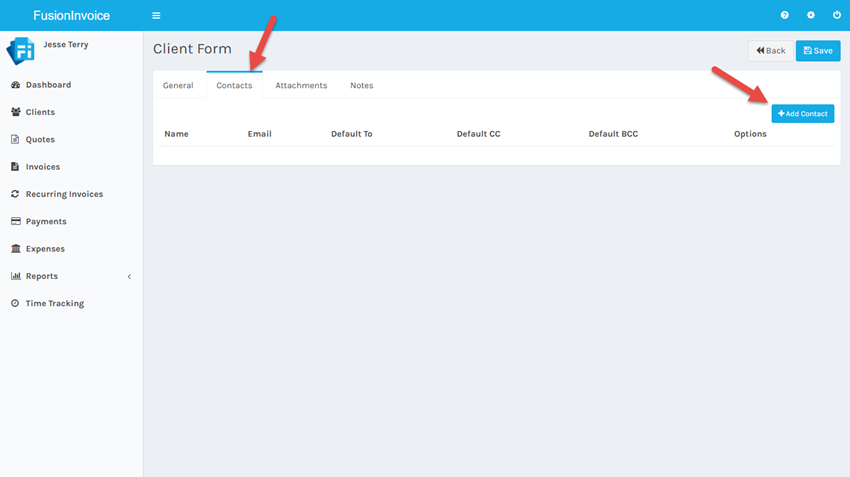 FusionInvoice
Fi
Jesse Terry
Dashboard
Clients
Quotes
Invoices
Recurring Invoices
Payments
Expenses
Reports
Time Tracking
Client Form
Back
Save
General Contacts Attachments Notes
Add Contact
Name Email Default To Default CC Default BCC Options